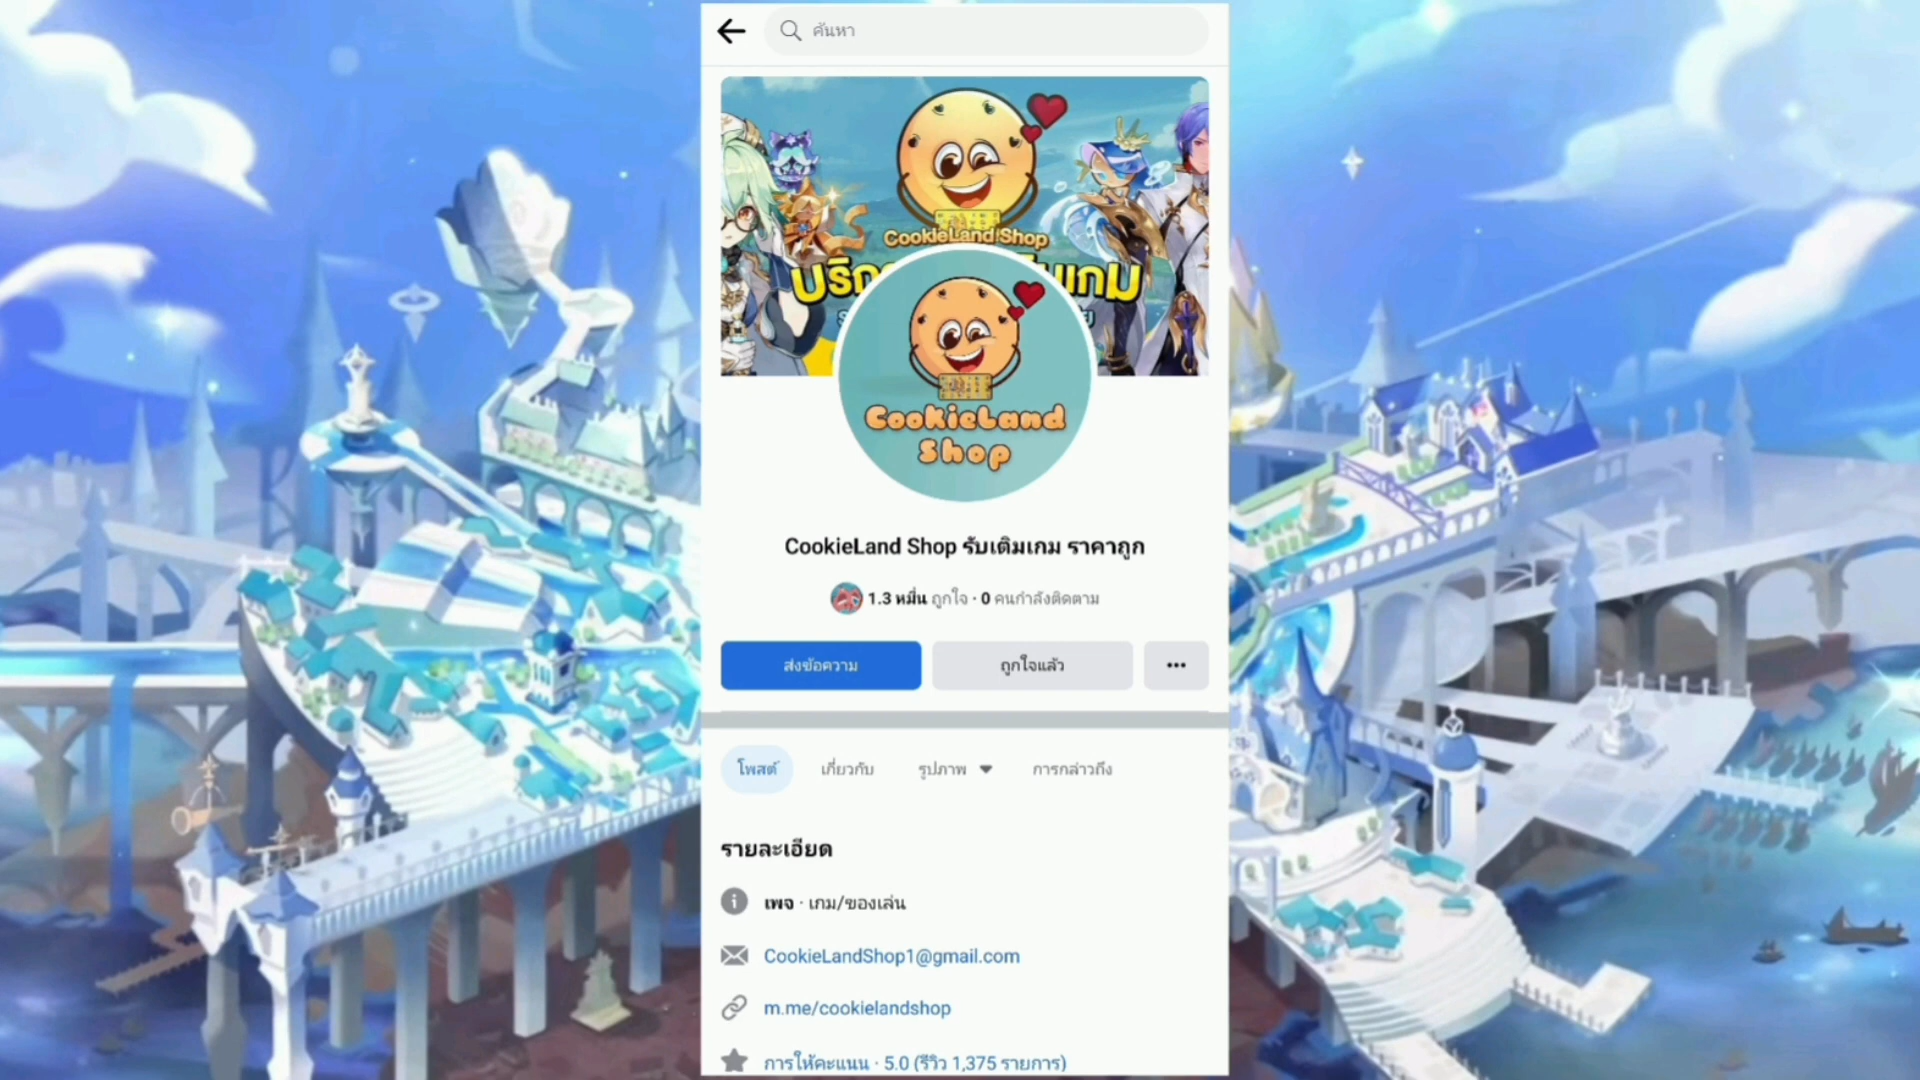 ค้นหา
CookieLand Shop
CookieLand
Shop
CookieLand Shop รับเติมเกม ราคาถูก
1.3 หมื่น ถูกใจ · 0 คนกำลังติดตาม
ส่งข้อความ
ถูกใจแล้ว
โพสต์
เกี่ยวกับ
รูปภาพ
การกล่าวถึง
รายละเอียด
เพจ · เกม/ของเล่น
CookieLandShop1@gmail.com
m.me/cookielandshop
การให้คะแนน · 5.0 (รีวิว 1,375 รายการ)